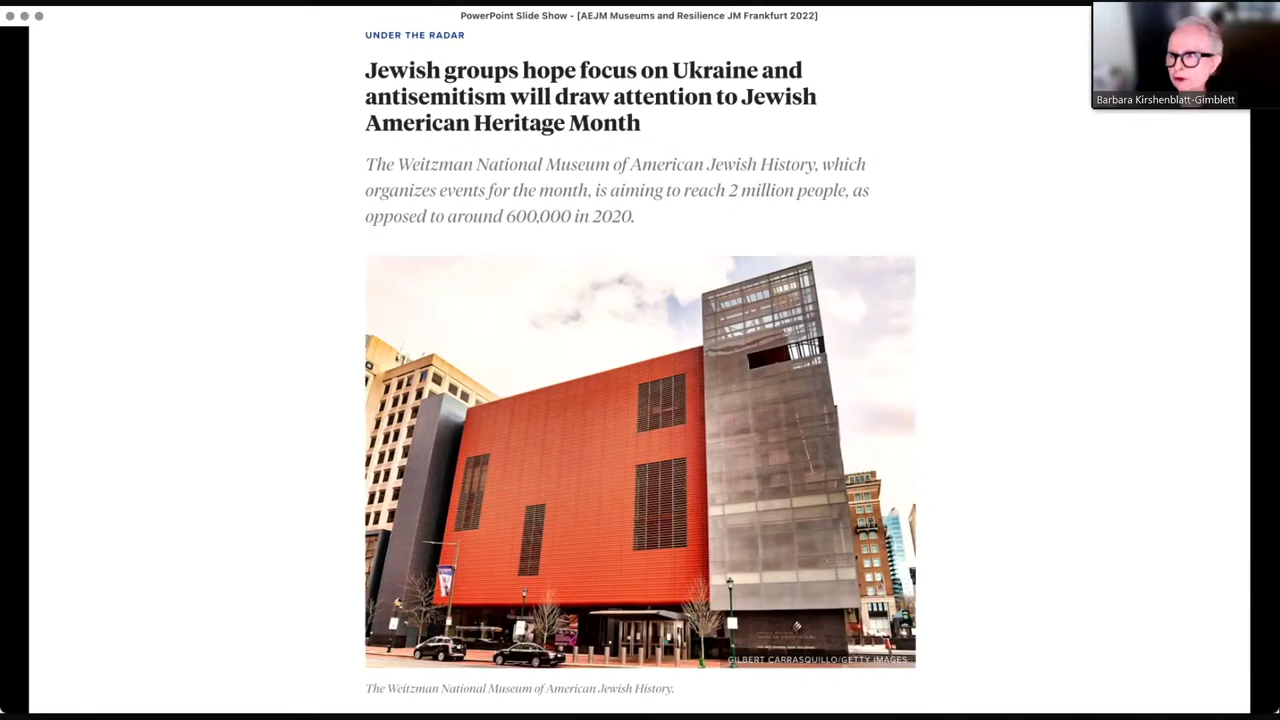 PowerPoint Slide Show - [AEJM Museums and Resilience JM Frankfurt 2022]
UNDER THE RADAR
Jewish groups hope focus on Ukraine and
antisemitism will draw attention to Jewish
American Heritage Month
The Weitzman National Museum of American Jewish History, which
organizes events for the month, is aiming to reach 2 million people, as
opposed to around 600,000 in 2020.
Barbara Kirshenblatt-Gimblett
GILBERT CARRASQUILLO/GETTY IMAGES
The Weitzman National Museum of American Jewish History.